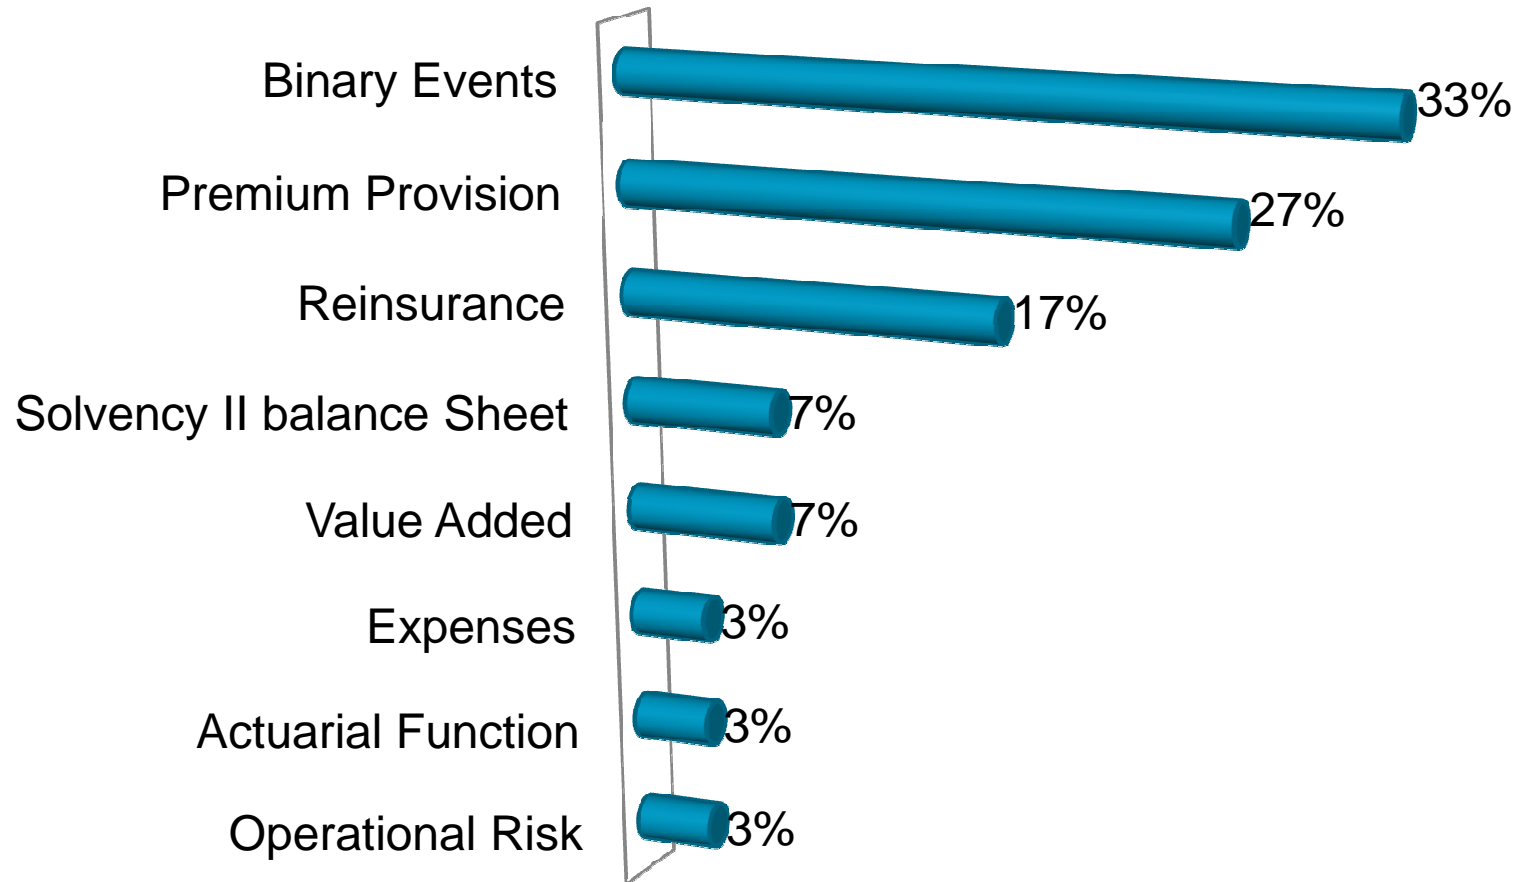 Binary Events 33%
Premium Provision 27%
Reinsurance 17%
Solvency II balance Sheet 7%
Value Added 7%
Expenses 3%
Actuarial Function 3%
Operational Risk 3%